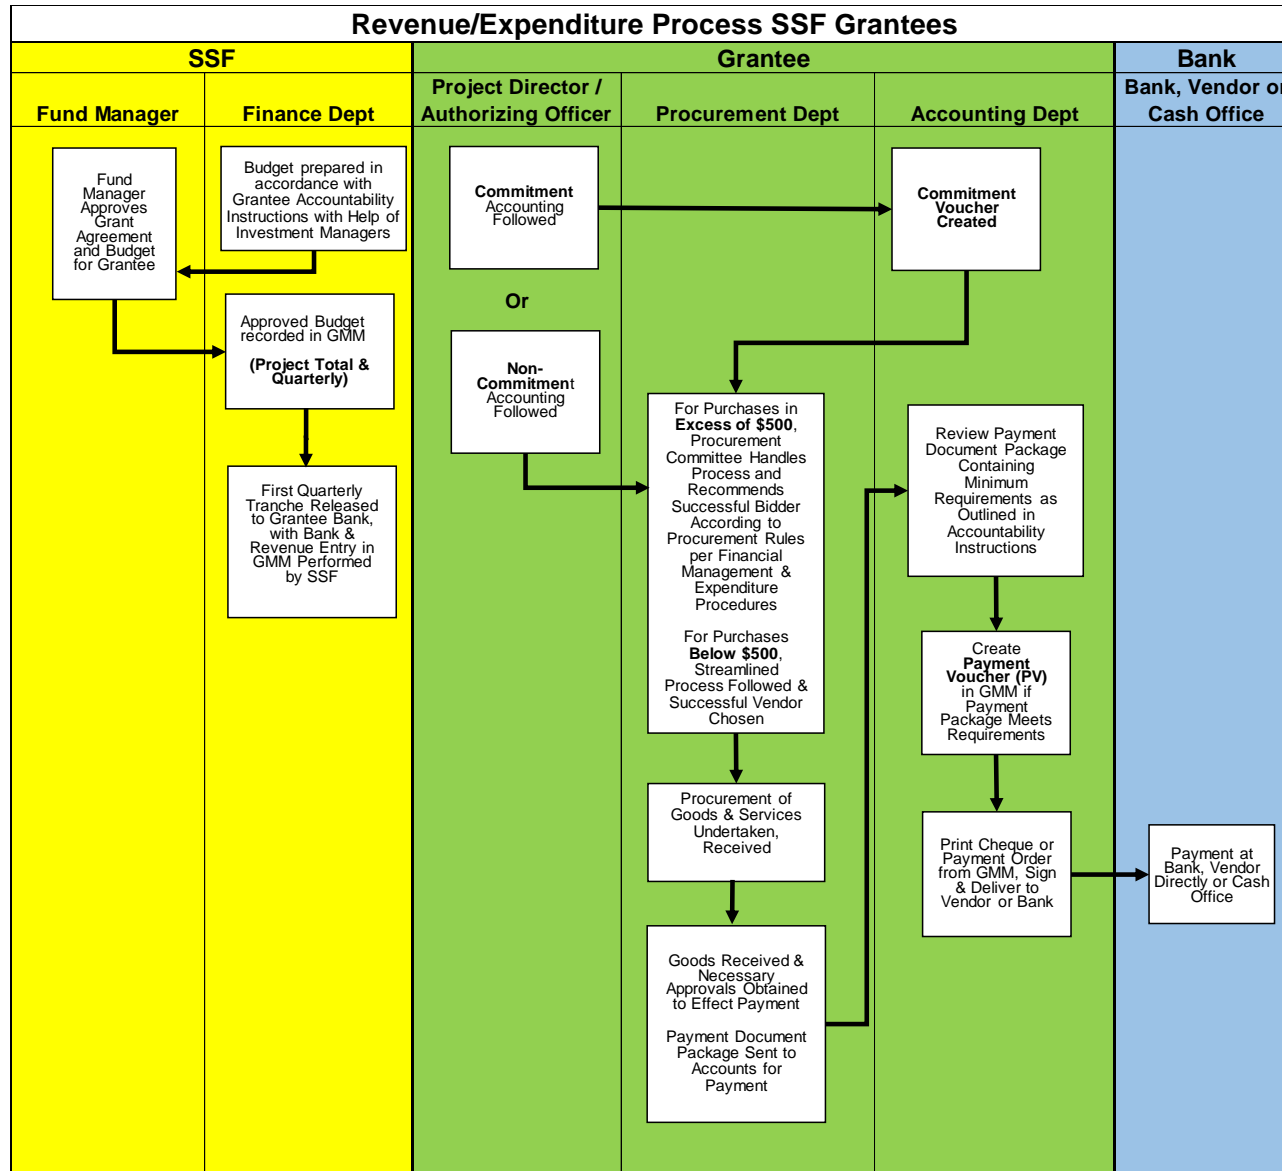 Revenue/Expenditure Process SSF Grantees
SSF
Grantee
Bank
Fund Manager
Finance Dept
Project Director /
Authorizing Officer
Procurement Dept
Accounting Dept
Bank, Vendor or
Cash Office
Fund
Manager
Approves
Grant
Agreement
and Budget
for Grantee
Budget prepared in
accordance with
Grantee Accountability
Instructions with Help of
Investment Managers
Approved Budget
recorded in GMM
(Project Total &
Quarterly)
First Quarterly
Tranche Released
to Grantee Bank,
with Bank &
Revenue Entry in
GMM Performed
by SSF
Commitment
Accounting
Followed
Or
Non-
Commitment
Accounting
Followed
Commitment
Voucher
Created
For Purchases in
Excess of $500,
Procurement
Committee Handles
Process and
Recommends
Successful Bidder
According to
Procurement Rules
per Financial
Management &
Expenditure
Procedures
For Purchases
Below $500,
Streamlined
Process Followed &
Successful Vendor
Chosen
Procurement of
Goods & Services
Undertaken,
Received
Goods Received &
Necessary
Approvals Obtained
to Effect Payment
Payment Document
Package Sent to
Accounts for
Payment
Review Payment
Document Package
Containing
Minimum
Requirements as
Outlined in
Accountability
Instructions
Create
Payment
Voucher (PV)
in GMM if
Payment
Package Meets
Requirements
Print Cheque or
Payment Order
from GMM, Sign
& Deliver to
Vendor or Bank
Payment at
Bank, Vendor
Directly or Cash
Office